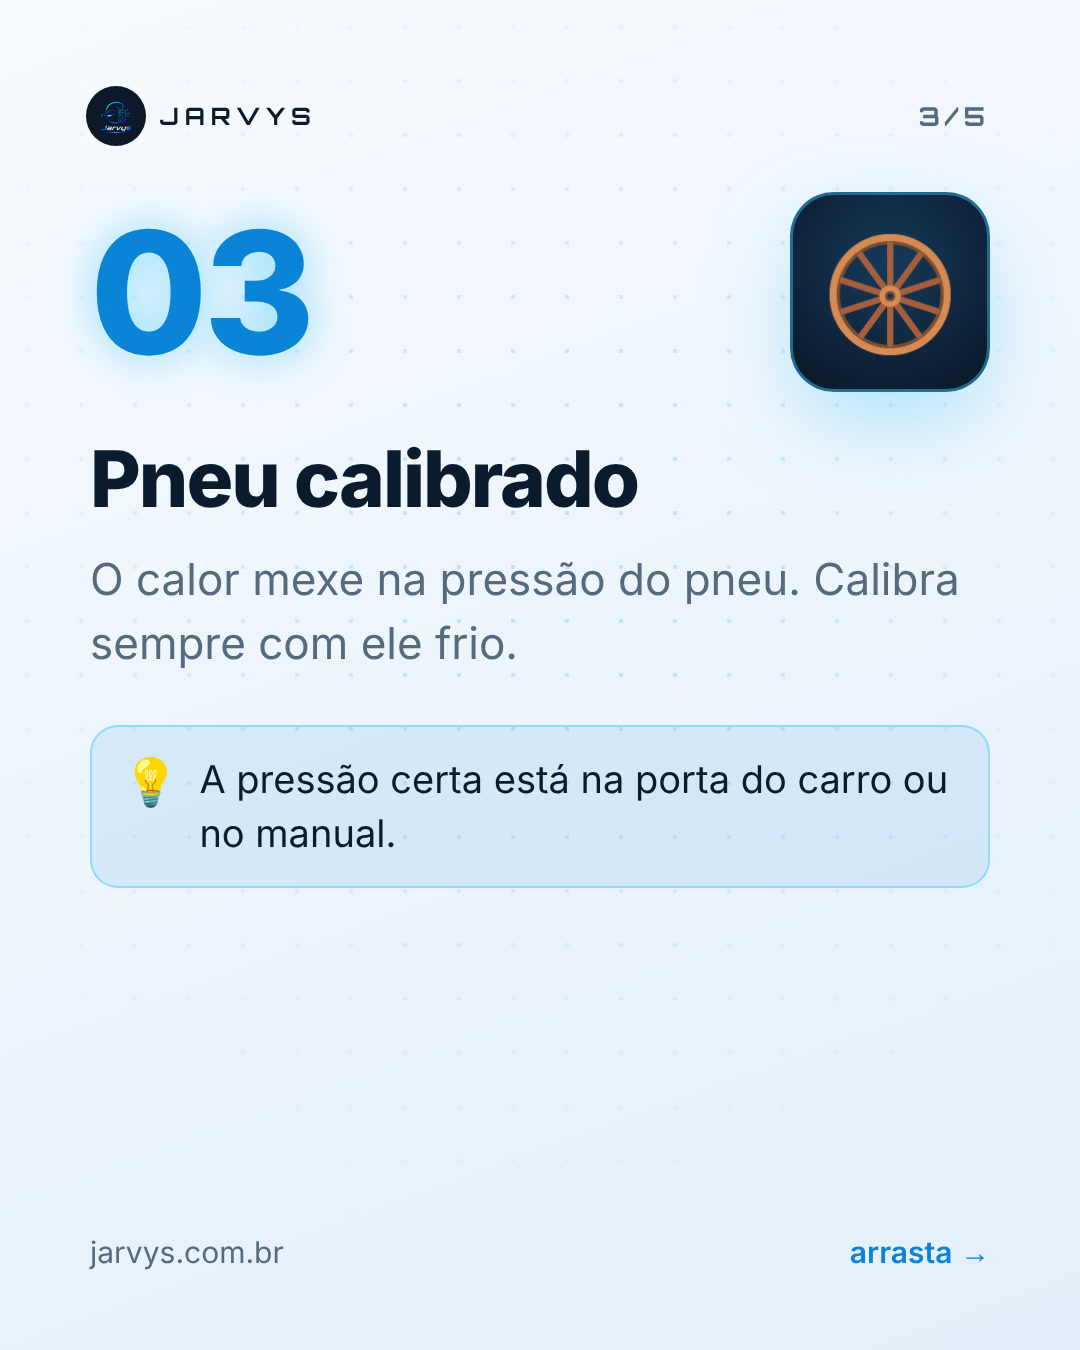 Jarvys
JARVYS
3/5
03
Pneu calibrado
O calor mexe na pressão do pneu. Calibra
sempre com ele frio.
A pressão certa está na porta do carro ou
no manual.
jarvys.com.br
arrasta →